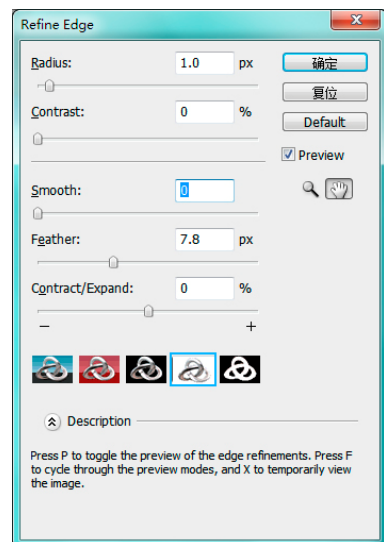 Refine Edge
Radius: 1.0 px
确定
复位
Contrast: 0 %
Default
Preview
Smooth: 0
Feather: 7.8 px
Contract/Expand: 0 %
− +
Description
Press P to toggle the preview of the edge refinements. Press F
to cycle through the preview modes, and X to temporarily view
the image.